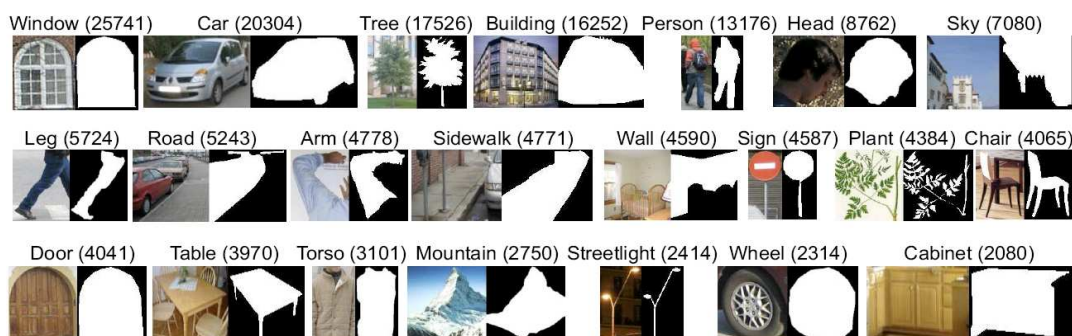 Window (25741) Car (20304) Tree (17526) Building (16252) Person (13176) Head (8762) Sky (7080)
Leg (5724) Road (5243) Arm (4778) Sidewalk (4771) Wall (4590) Sign (4587) Plant (4384) Chair (4065)
Door (4041) Table (3970) Torso (3101) Mountain (2750) Streetlight (2414) Wheel (2314) Cabinet (2080)